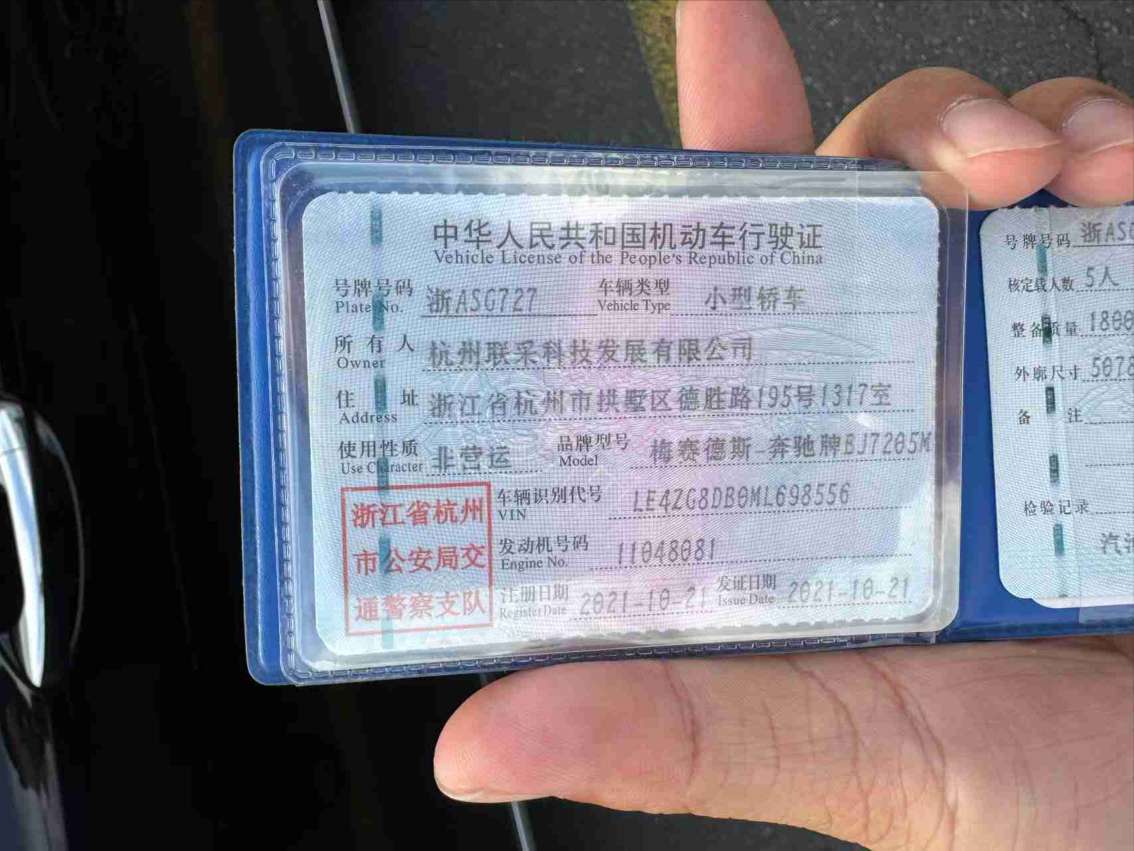 中华人民共和国机动车行驶证
Vehicle License of the People's Republic of China
号牌号码 浙ASG727 车辆类型 小型轿车
Plate No. Vehicle Type
所有人 杭州联采科技发展有限公司
Owner
住址 浙江省杭州市拱墅区德胜路195号1317室
Address
使用性质 非营运 品牌型号 梅赛德斯-奔驰牌BJ7205M
Use Character Model
浙江省杭州
市公安局交
通警察支队
车辆识别代号 LE4ZG8DB0ML698556
VIN
发动机号码 11048081
Engine No.
注册日期 2021-10-21 发证日期 2021-10-21
Register Date Issue Date
号牌号码 浙ASG
核定载人数 5人
整备质量 1800
外廓尺寸 5078
备注
检验记录
汽油